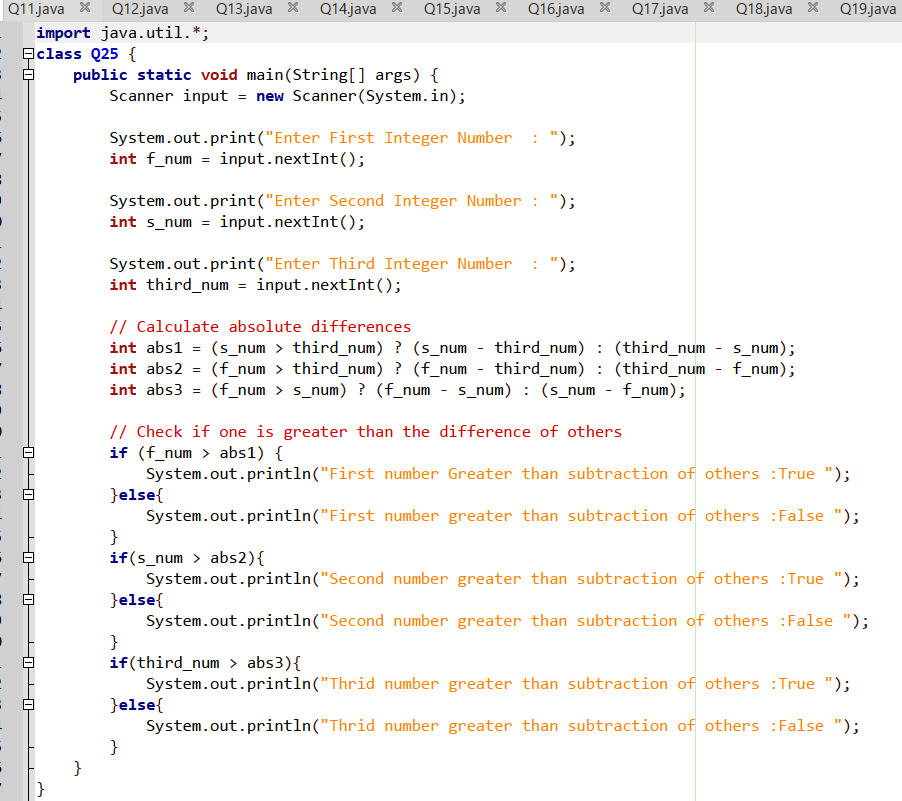 Q11.java Q12.java Q13.java Q14.java Q15.java Q16.java Q17.java Q18.java Q19.java
import java.util.*;
class Q25 {
    public static void main(String[] args) {
        Scanner input = new Scanner(System.in);
        System.out.print("Enter First Integer Number  : ");
        int f_num = input.nextInt();
        System.out.print("Enter Second Integer Number : ");
        int s_num = input.nextInt();
        System.out.print("Enter Third Integer Number  : ");
        int third_num = input.nextInt();
        // Calculate absolute differences
        int abs1 = (s_num > third_num) ? (s_num - third_num) : (third_num - s_num);
        int abs2 = (f_num > third_num) ? (f_num - third_num) : (third_num - f_num);
        int abs3 = (f_num > s_num) ? (f_num - s_num) : (s_num - f_num);
        // Check if one is greater than the difference of others
        if (f_num > abs1) {
            System.out.println("First number Greater than subtraction of others :True ");
        }else{
            System.out.println("First number greater than subtraction of others :False ");
        }
        if(s_num > abs2){
            System.out.println("Second number greater than subtraction of others :True ");
        }else{
            System.out.println("Second number greater than subtraction of others :False ");
        }
        if(third_num > abs3){
            System.out.println("Thrid number greater than subtraction of others :True ");
        }else{
            System.out.println("Thrid number greater than subtraction of others :False ");
        }
    }
}